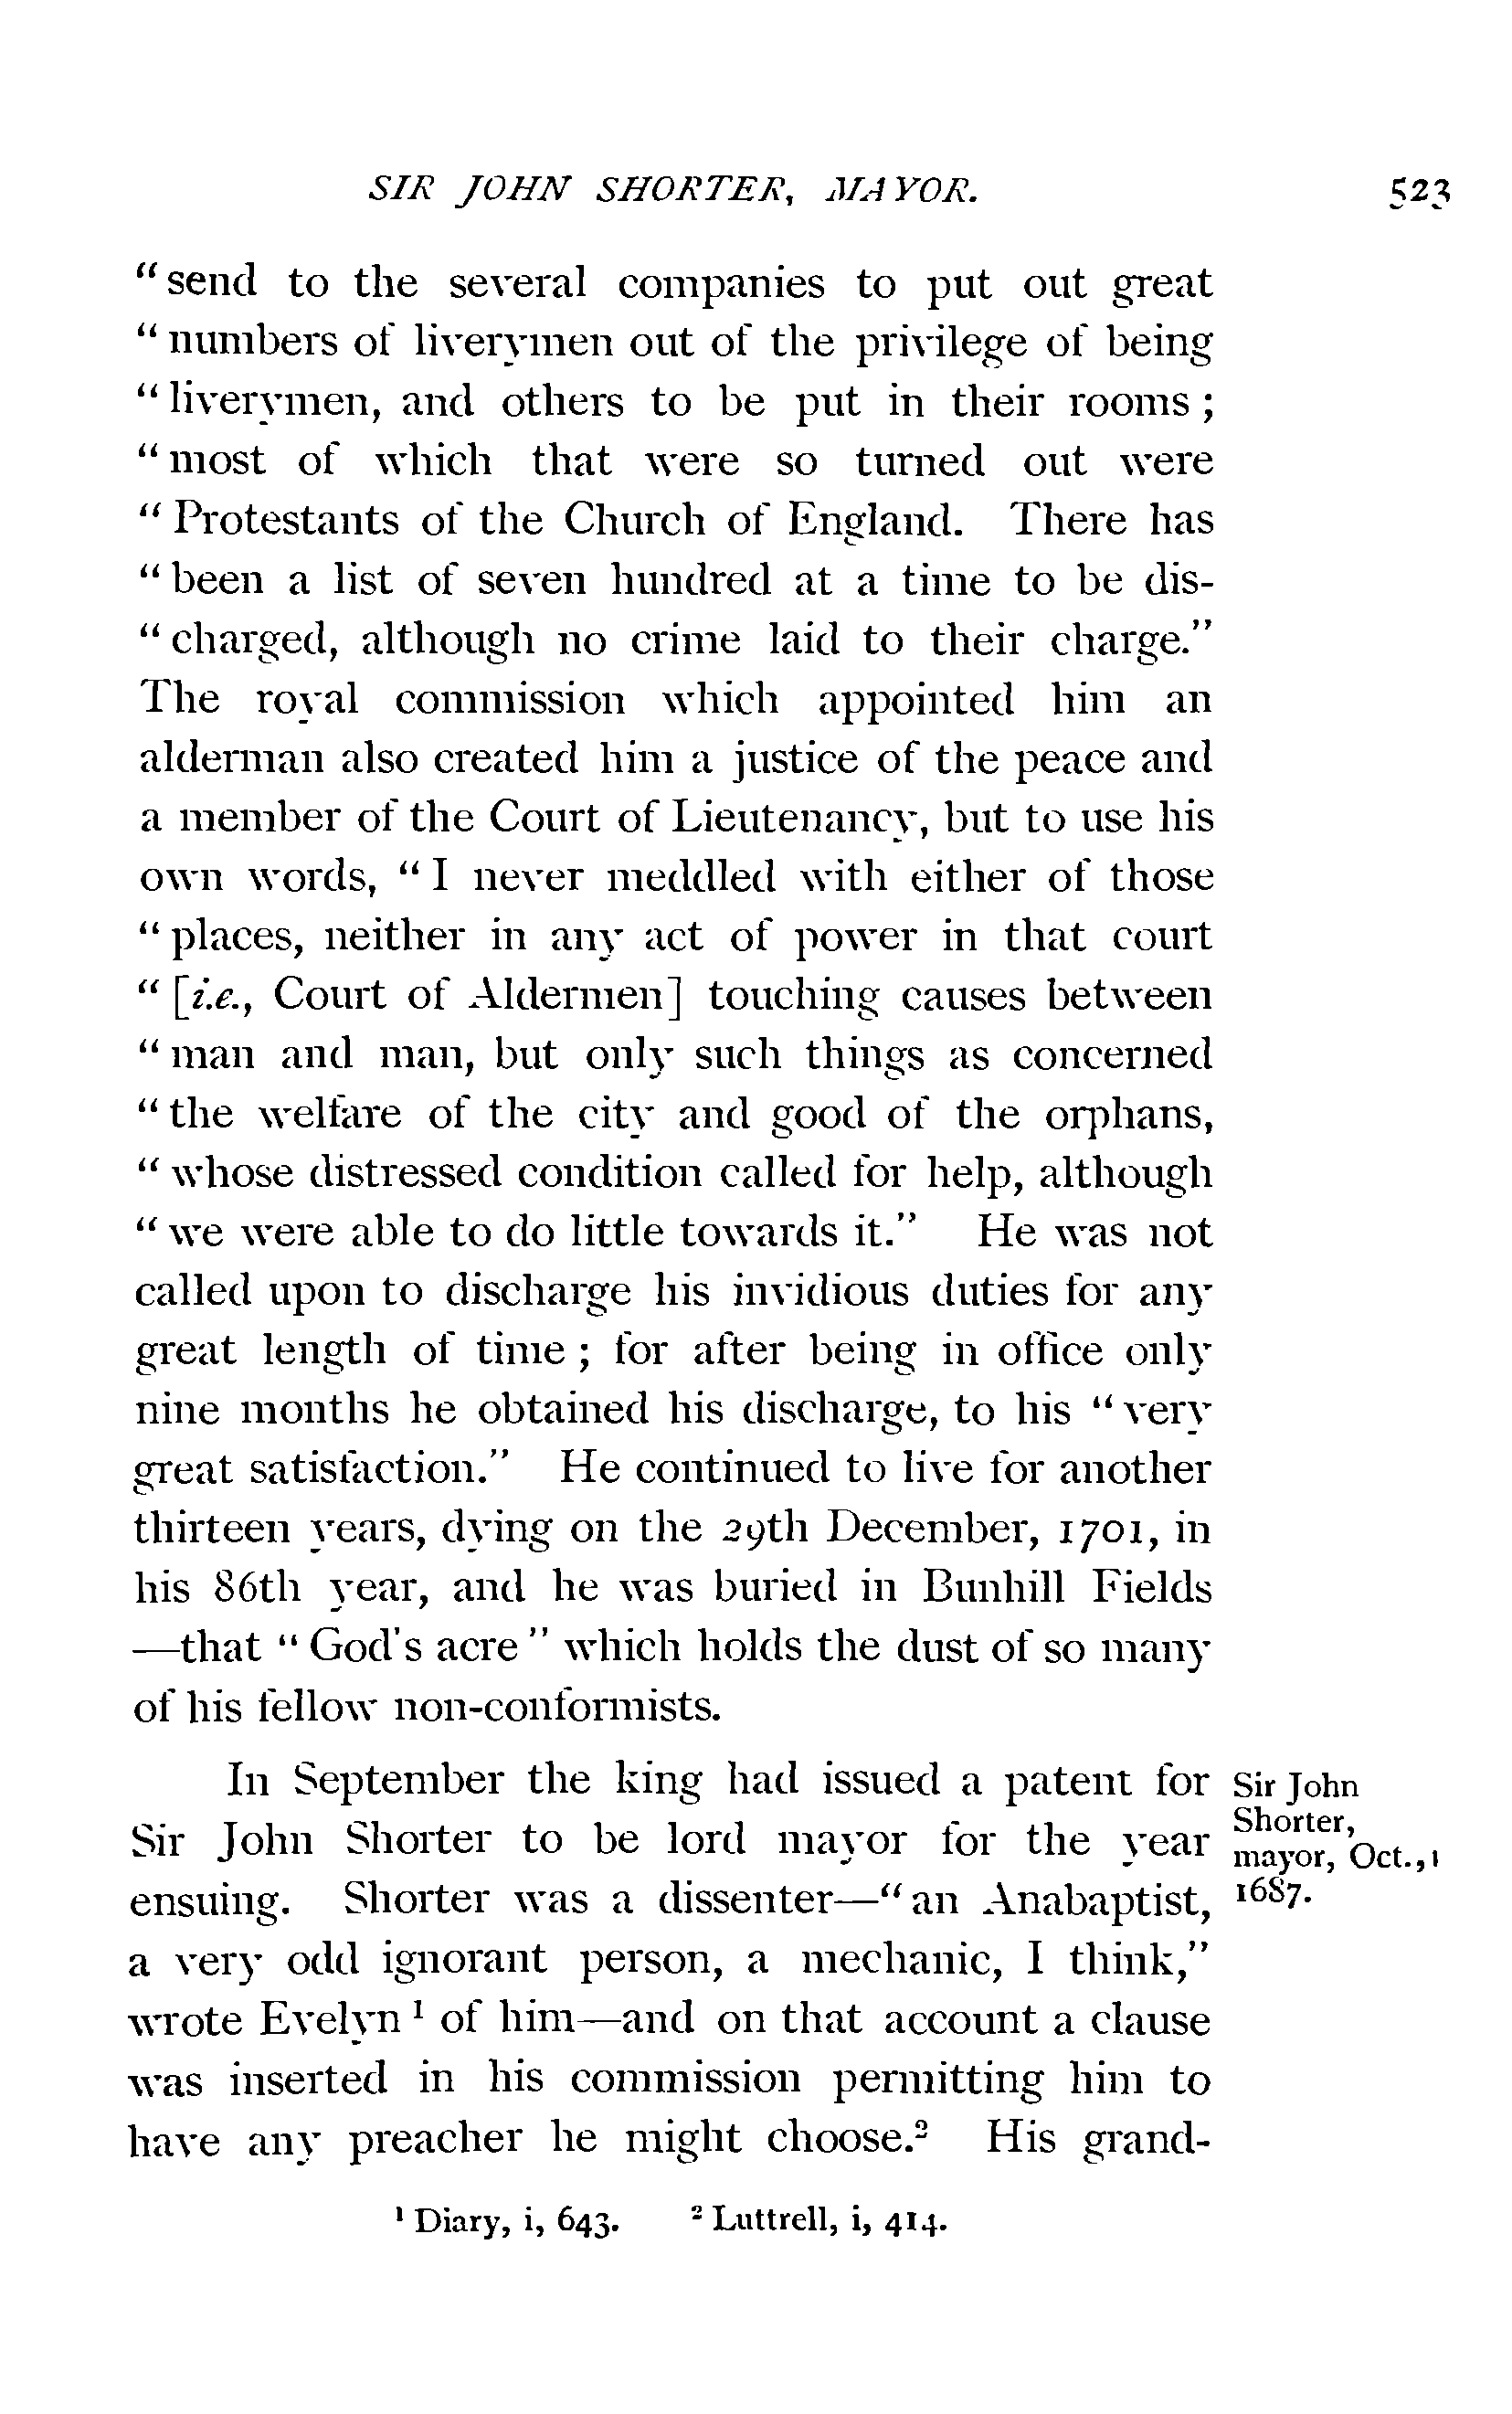 SIR JOHN SHORTER, MAYOR. 523
“send to the several companies to put out great
“numbers of liverymen out of the privilege of being
“liverymen, and others to be put in their rooms;
“most of which that were so turned out were
“Protestants of the Church of England. There has
“been a list of seven hundred at a time to be dis-
“charged, although no crime laid to their charge.”
The royal commission which appointed him an
alderman also created him a justice of the peace and
a member of the Court of Lieutenancy, but to use his
own words, “I never meddled with either of those
“places, neither in any act of power in that court
“[i.e., Court of Aldermen] touching causes between
“man and man, but only such things as concerned
“the welfare of the city and good of the orphans,
“whose distressed condition called for help, although
“we were able to do little towards it.” He was not
called upon to discharge his invidious duties for any
great length of time; for after being in office only
nine months he obtained his discharge, to his “very
great satisfaction.” He continued to live for another
thirteen years, dying on the 29th December, 1701, in
his 86th year, and he was buried in Bunhill Fields
—that “God's acre” which holds the dust of so many
of his fellow non-conformists.
In September the king had issued a patent for
Sir John Shorter to be lord mayor for the year
ensuing. Shorter was a dissenter—“an Anabaptist,
a very odd ignorant person, a mechanic, I think,”
wrote Evelyn¹ of him—and on that account a clause
was inserted in his commission permitting him to
have any preacher he might choose.² His grand-
Sir John
Shorter,
mayor, Oct.,
1687.
¹ Diary, i, 643. ² Luttrell, i, 414.